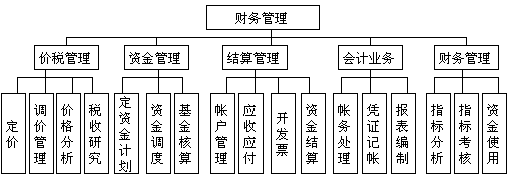 财务管理
价税管理
资金管理
结算管理
会计业务
财务管理
定价
调价管理
价格分析
税收研究
定资金计划
资金调度
基金核算
帐户管理
应收应付
开发票
资金结算
帐务处理
凭证记帐
报表编制
指标分析
指标考核
资金使用